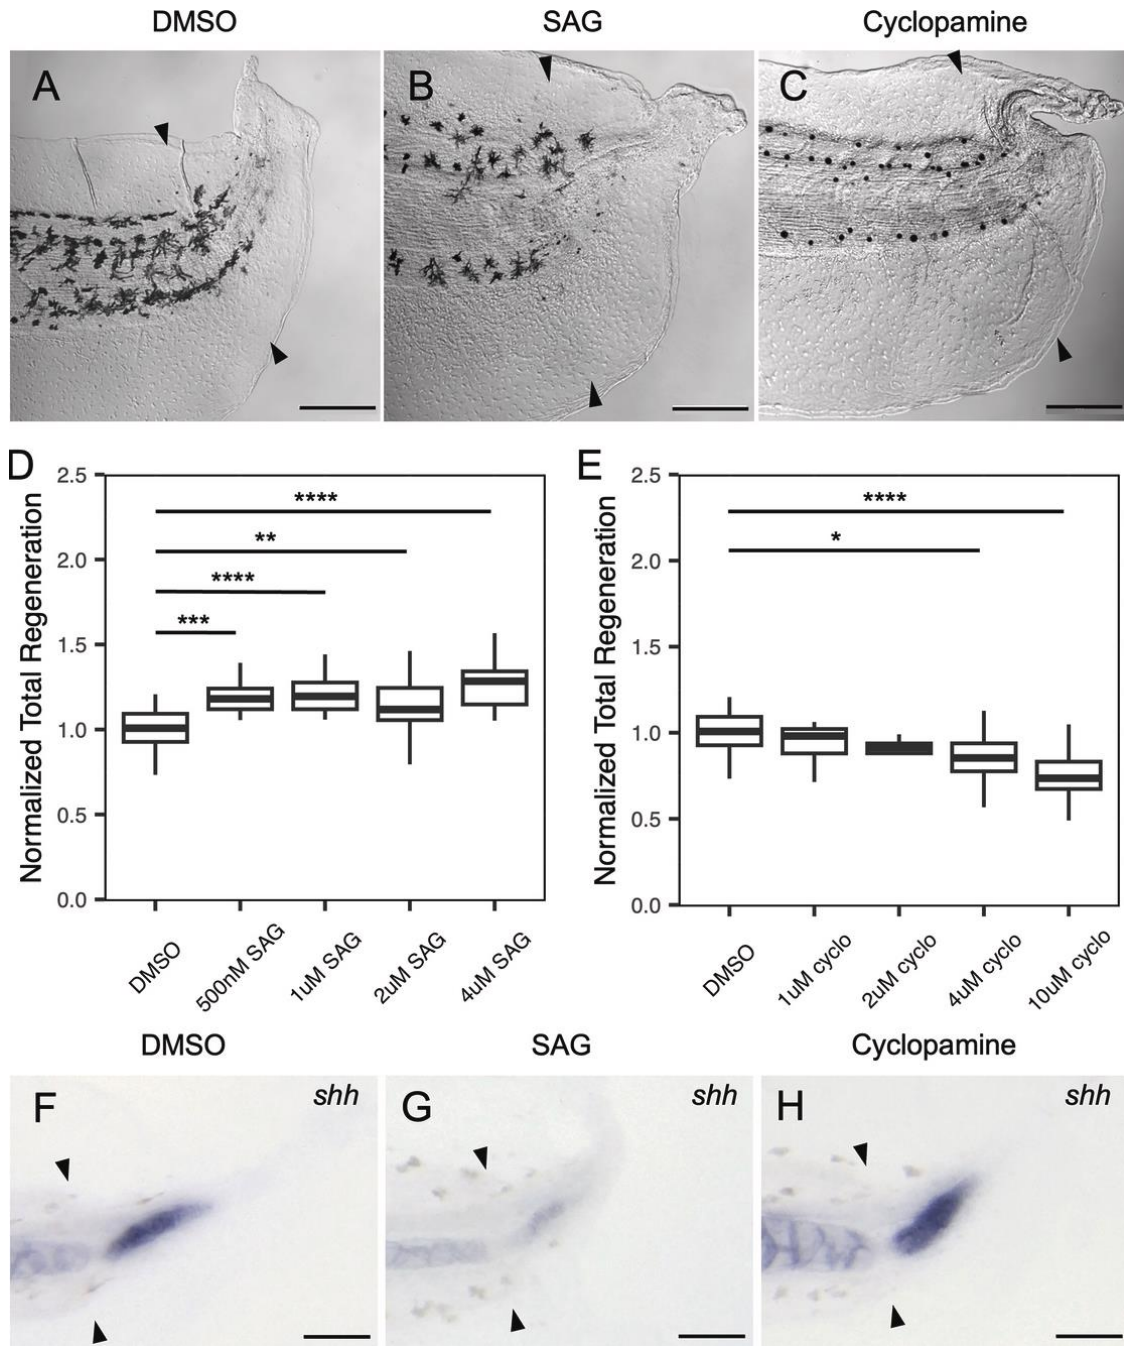 DMSO SAG Cyclopamine
A B C
D E
Normalized Total Regeneration
2.5
2.0
1.5
1.0
0.5
0.0
****
**
****
***
DMSO 500nM SAG 1uM SAG 2uM SAG 4uM SAG
Normalized Total Regeneration
2.5
2.0
1.5
1.0
0.5
0.0
****
*
DMSO 1uM cyclo 2uM cyclo 4uM cyclo 10uM cyclo
DMSO SAG Cyclopamine
F shh G shh H shh